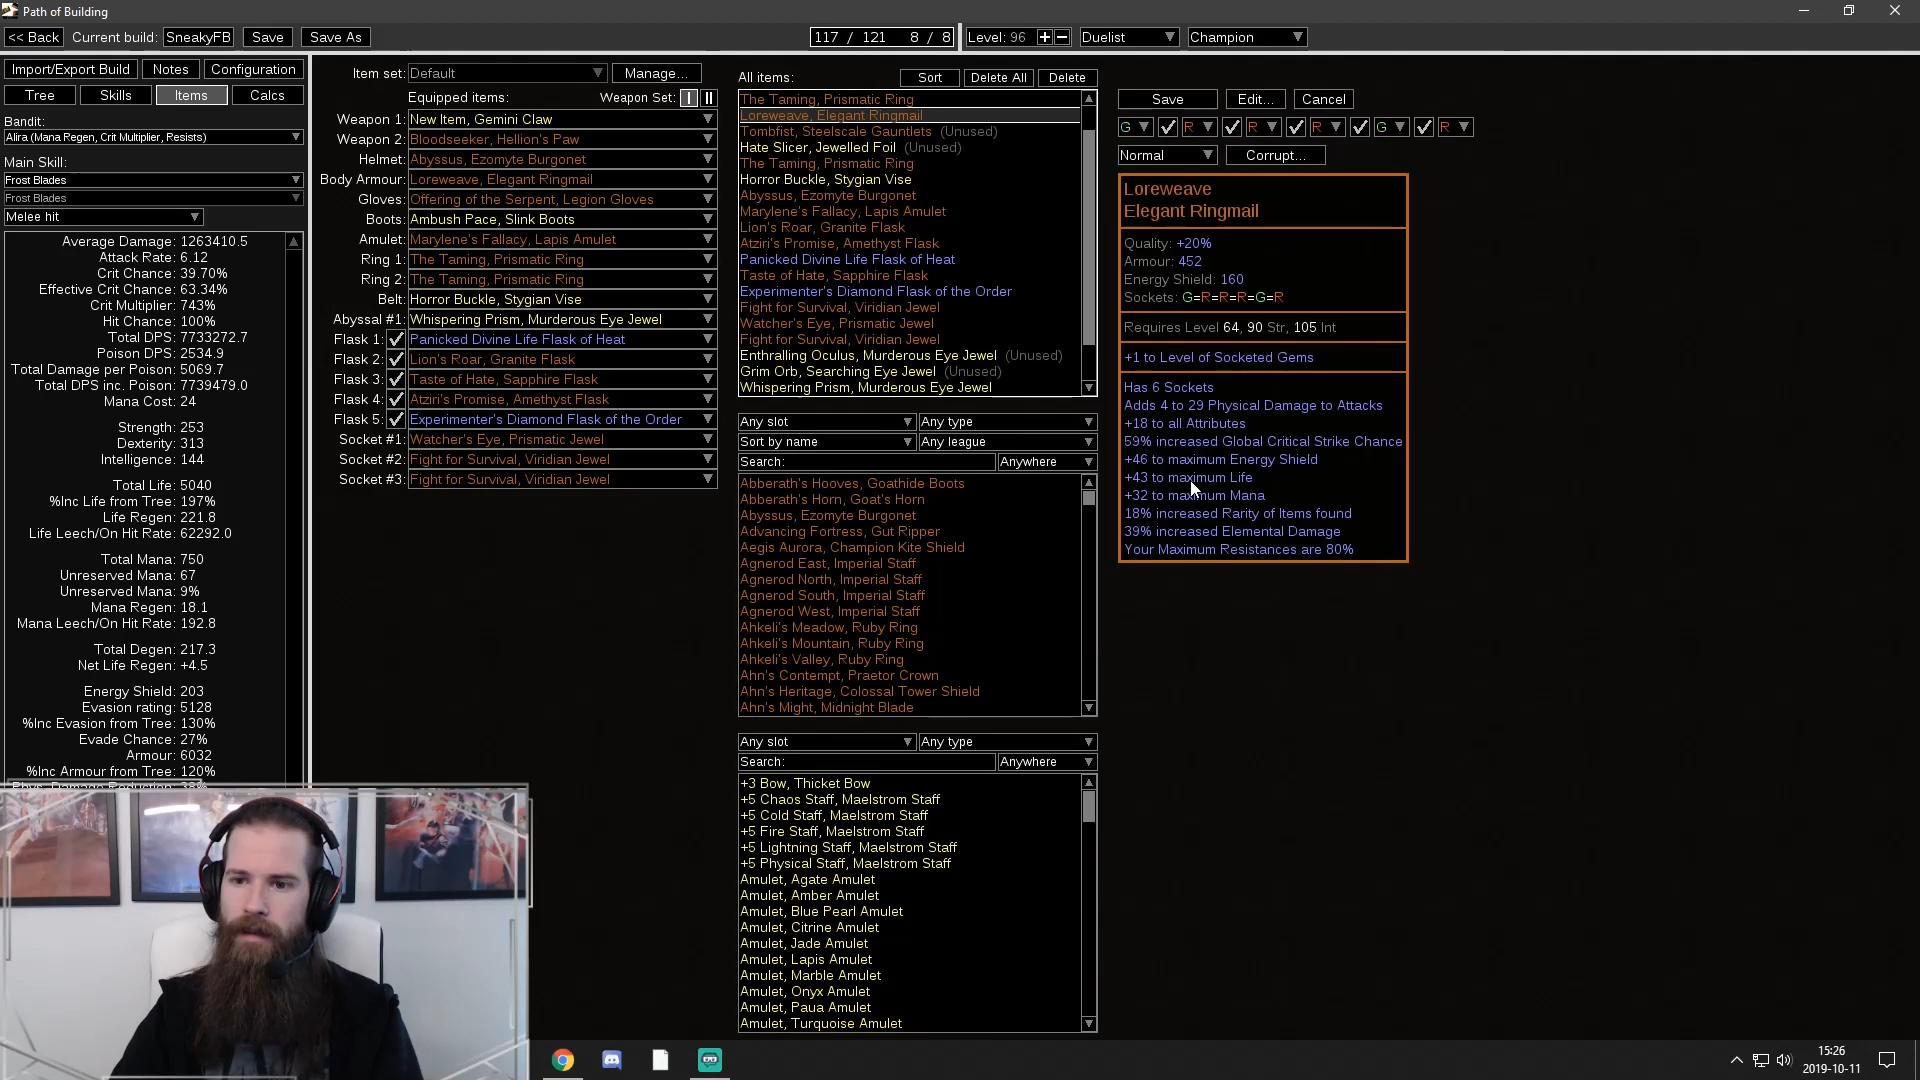 Path of Building
<< Back
Current build:
SneakyFB
Save
Save As
117 / 121 8 / 8
Level: 96
Duelist
Champion
Import/Export Build
Notes
Configuration
Tree
Skills
Items
Calcs
Bandit:
Alira (Mana Regen, Crit Multiplier, Resists)
Main Skill:
Frost Blades
Frost Blades
Melee hit
Average Damage: 1263410.5
Attack Rate: 6.12
Crit Chance: 39.70%
Effective Crit Chance: 63.34%
Crit Multiplier: 743%
Hit Chance: 100%
Total DPS: 7733272.7
Poison DPS: 2534.9
Total Damage per Poison: 5069.7
Total DPS inc. Poison: 7739479.0
Mana Cost: 24
Strength: 253
Dexterity: 313
Intelligence: 144
Total Life: 5040
%Inc Life from Tree: 197%
Life Regen: 221.8
Life Leech/On Hit Rate: 62292.0
Total Mana: 750
Unreserved Mana: 67
Unreserved Mana: 9%
Mana Regen: 18.1
Mana Leech/On Hit Rate: 192.8
Total Degen: 217.3
Net Life Regen: +4.5
Energy Shield: 203
Evasion rating: 5128
%Inc Evasion from Tree: 130%
Evade Chance: 27%
Armour: 6032
%Inc Armour from Tree: 120%
Item set: Default
Manage...
Equipped items:
Weapon Set: I II
Weapon 1: New Item, Gemini Claw
Weapon 2: Bloodseeker, Hellion's Paw
Helmet: Abyssus, Ezomyte Burgonet
Body Armour: Loreweave, Elegant Ringmail
Gloves: Offering of the Serpent, Legion Gloves
Boots: Ambush Pace, Slink Boots
Amulet: Marylene's Fallacy, Lapis Amulet
Ring 1: The Taming, Prismatic Ring
Ring 2: The Taming, Prismatic Ring
Belt: Horror Buckle, Stygian Vise
Abyssal #1: Whispering Prism, Murderous Eye Jewel
Flask 1: Panicked Divine Life Flask of Heat
Flask 2: Lion's Roar, Granite Flask
Flask 3: Taste of Hate, Sapphire Flask
Flask 4: Atziri's Promise, Amethyst Flask
Flask 5: Experimenter's Diamond Flask of the Order
Socket #1: Watcher's Eye, Prismatic Jewel
Socket #2: Fight for Survival, Viridian Jewel
Socket #3: Fight for Survival, Viridian Jewel
All items:
Sort
Delete All
Delete
The Taming, Prismatic Ring
Loreweave, Elegant Ringmail
Tombfist, Steelscale Gauntlets (Unused)
Hate Slicer, Jewelled Foil (Unused)
The Taming, Prismatic Ring
Horror Buckle, Stygian Vise
Abyssus, Ezomyte Burgonet
Marylene's Fallacy, Lapis Amulet
Lion's Roar, Granite Flask
Atziri's Promise, Amethyst Flask
Panicked Divine Life Flask of Heat
Taste of Hate, Sapphire Flask
Experimenter's Diamond Flask of the Order
Fight for Survival, Viridian Jewel
Watcher's Eye, Prismatic Jewel
Fight for Survival, Viridian Jewel
Enthralling Oculus, Murderous Eye Jewel (Unused)
Grim Orb, Searching Eye Jewel (Unused)
Whispering Prism, Murderous Eye Jewel
Any slot
Any type
Sort by name
Any league
Search:
Anywhere
Abberath's Hooves, Goathide Boots
Abberath's Horn, Goat's Horn
Abyssus, Ezomyte Burgonet
Advancing Fortress, Gut Ripper
Aegis Aurora, Champion Kite Shield
Agnerod East, Imperial Staff
Agnerod North, Imperial Staff
Agnerod South, Imperial Staff
Agnerod West, Imperial Staff
Ahkeli's Meadow, Ruby Ring
Ahkeli's Mountain, Ruby Ring
Ahkeli's Valley, Ruby Ring
Ahn's Contempt, Praetor Crown
Ahn's Heritage, Colossal Tower Shield
Ahn's Might, Midnight Blade
Any slot
Any type
Search:
Anywhere
+3 Bow, Thicket Bow
+5 Chaos Staff, Maelstrom Staff
+5 Cold Staff, Maelstrom Staff
+5 Fire Staff, Maelstrom Staff
+5 Lightning Staff, Maelstrom Staff
+5 Physical Staff, Maelstrom Staff
Amulet, Agate Amulet
Amulet, Amber Amulet
Amulet, Blue Pearl Amulet
Amulet, Citrine Amulet
Amulet, Jade Amulet
Amulet, Lapis Amulet
Amulet, Marble Amulet
Amulet, Onyx Amulet
Amulet, Paua Amulet
Amulet, Turquoise Amulet
Save
Edit...
Cancel
G R R R G R
Normal
Corrupt...
Loreweave
Elegant Ringmail
Quality: +20%
Armour: 452
Energy Shield: 160
Sockets: G=R=R=R=G=R
Requires Level 64, 90 Str, 105 Int
+1 to Level of Socketed Gems
Has 6 Sockets
Adds 4 to 29 Physical Damage to Attacks
+18 to all Attributes
59% increased Global Critical Strike Chance
+46 to maximum Energy Shield
+43 to maximum Life
+32 to maximum Mana
18% increased Rarity of Items found
39% increased Elemental Damage
Your Maximum Resistances are 80%
15:26
2019-10-11